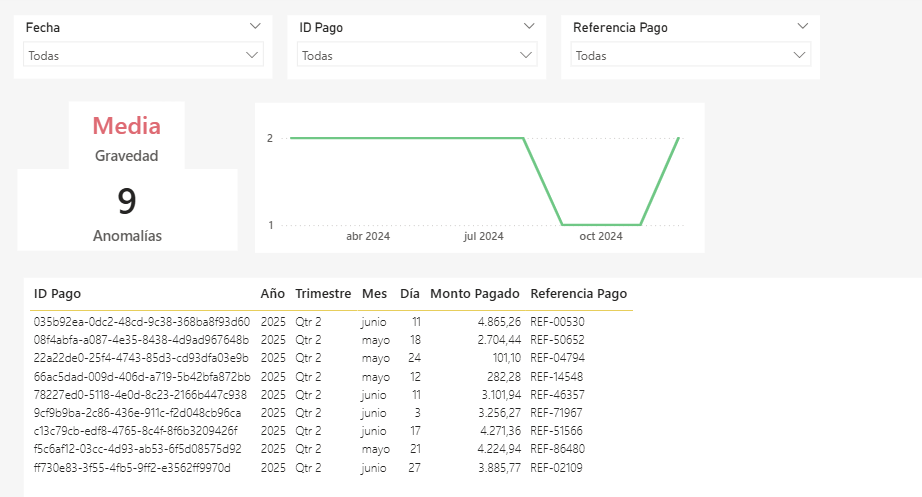 Fecha
Todas
ID Pago
Todas
Referencia Pago
Todas
Media
Gravedad
9
Anomalías
2
1
abr 2024 jul 2024 oct 2024
ID Pago Año Trimestre Mes Día Monto Pagado Referencia Pago
035b92ea-0dc2-48cd-9c38-368ba8f93d60 2025 Qtr 2 junio 11 4.865,26 REF-00530
08f4abfa-a087-4e35-8438-4d9ad967648b 2025 Qtr 2 mayo 18 2.704,44 REF-50652
22a22de0-25f4-4743-85d3-cd93dfa03e9b 2025 Qtr 2 mayo 24 101,10 REF-04794
66ac5dad-009d-406d-a719-5b42bfa872bb 2025 Qtr 2 mayo 12 282,28 REF-14548
78227ed0-5118-4e0d-8c23-2166b447c938 2025 Qtr 2 junio 11 3.101,94 REF-46357
9cf9b9ba-2c86-436e-911c-f2d048cb96ca 2025 Qtr 2 junio 3 3.256,27 REF-71967
c13c79cb-edf8-4765-8c4f-8f6b3209426f 2025 Qtr 2 junio 17 4.271,36 REF-51566
f5c6af12-03cc-4d93-ab53-6f5d08575d92 2025 Qtr 2 mayo 21 4.224,94 REF-86480
ff730e83-3f55-4fb5-9ff2-e3562ff9970d 2025 Qtr 2 junio 27 3.885,77 REF-02109